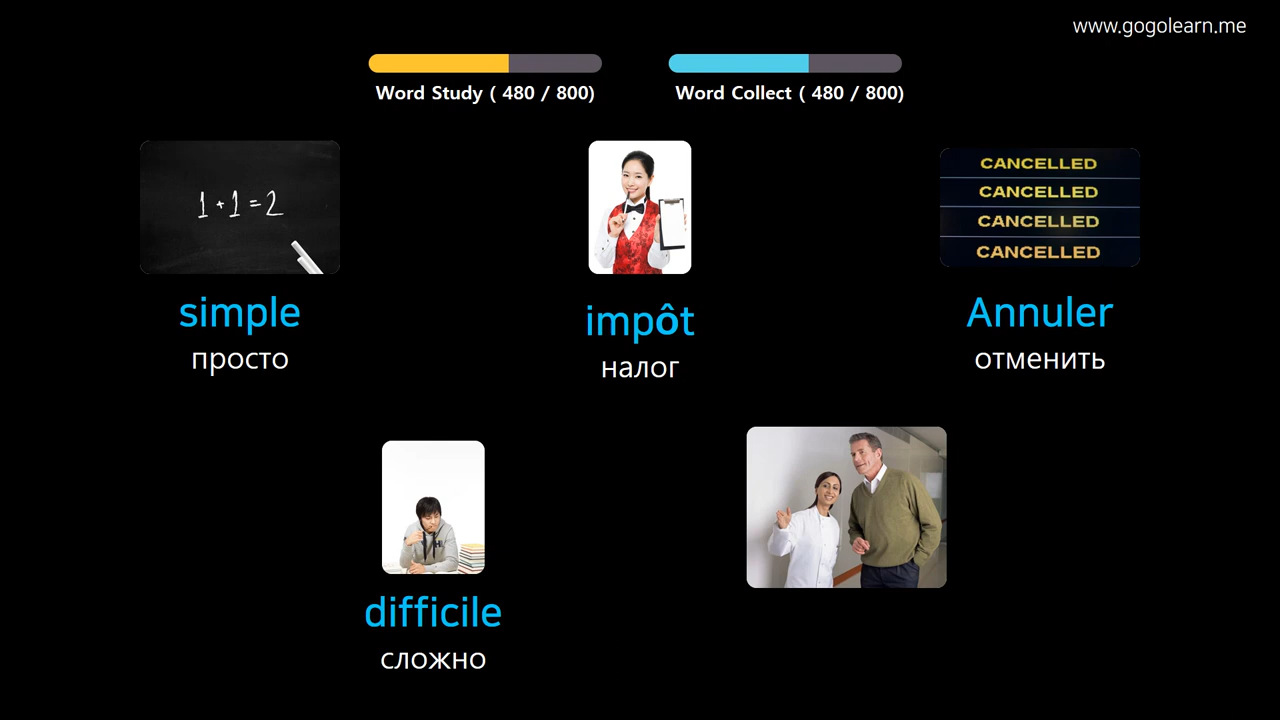 www.gogolearn.me
Word Study ( 480 / 800)
Word Collect ( 480 / 800)
1 + 1 = 2
simple
просто
impôt
налог
CANCELLED
CANCELLED
CANCELLED
CANCELLED
Annuler
отменить
difficile
сложно